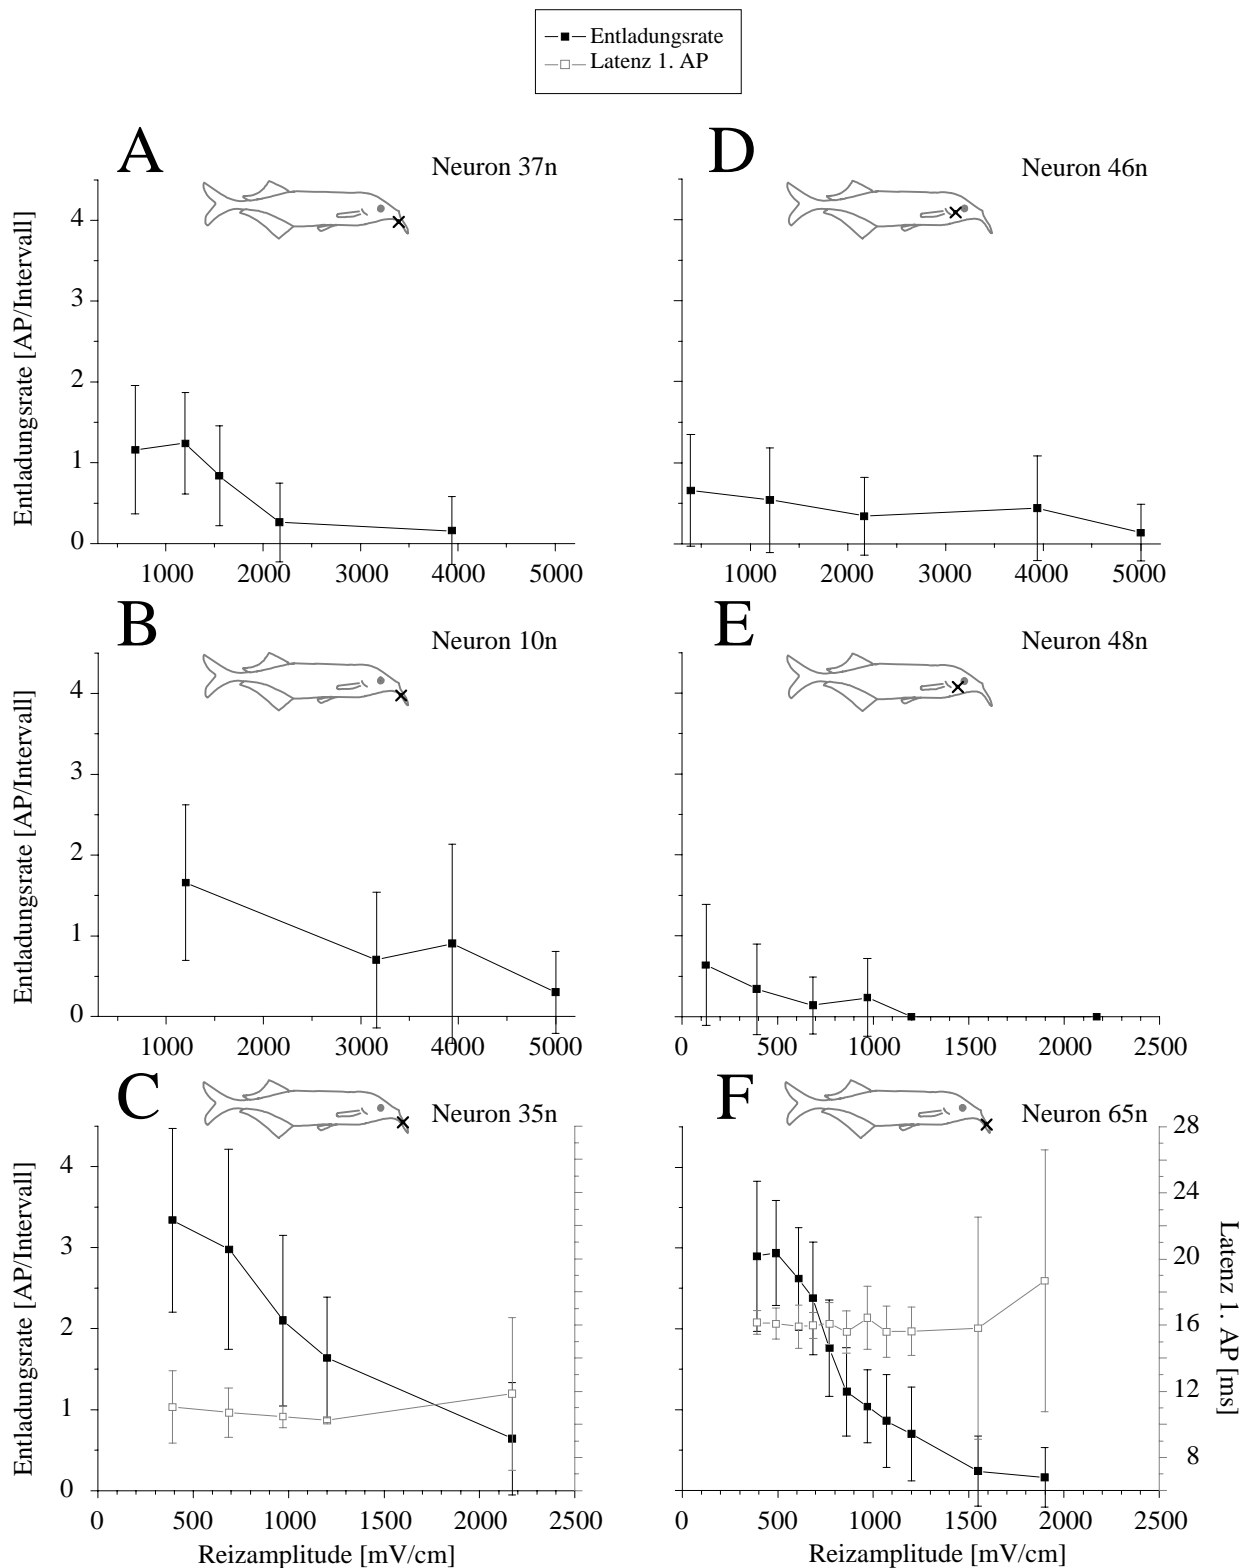 Entladungsrate
Latenz 1. AP
A
Neuron 37n
Entladungsrate [AP/Intervall]
4
3
2
1
0
1000 2000 3000 4000 5000
D
Neuron 46n
1000 2000 3000 4000 5000
B
Neuron 10n
Entladungsrate [AP/Intervall]
4
3
2
1
0
1000 2000 3000 4000 5000
E
Neuron 48n
0 500 1000 1500 2000 2500
C
Neuron 35n
Entladungsrate [AP/Intervall]
4
3
2
1
0
0 500 1000 1500 2000 2500
Reizamplitude [mV/cm]
F
Neuron 65n
28
24
20
16
12
8
Latenz 1. AP [ms]
0 500 1000 1500 2000 2500
Reizamplitude [mV/cm]